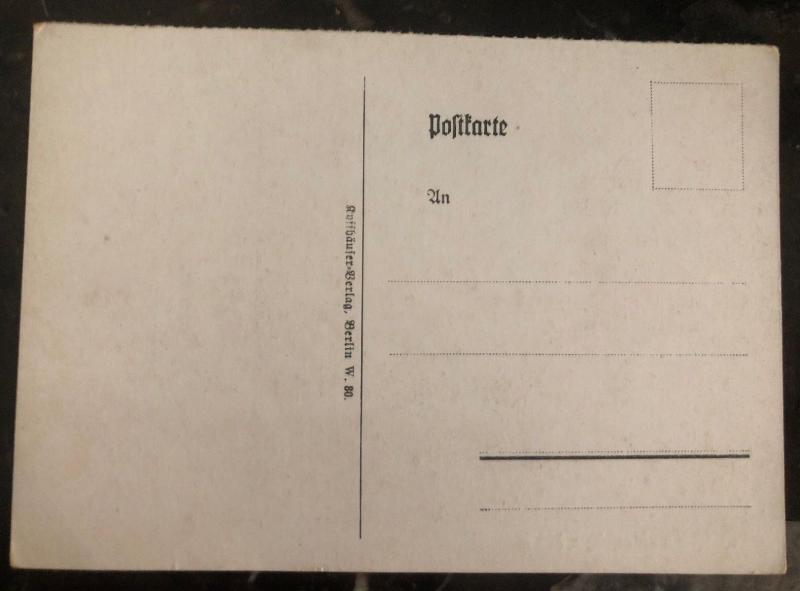 Postkarte
An
Kyffhäuser-Verlag, Berlin W. 30.